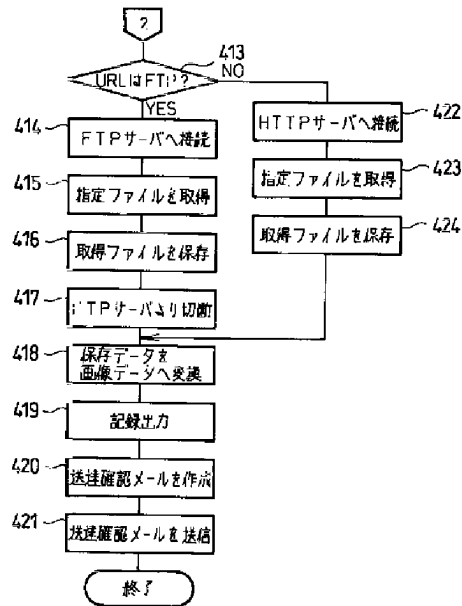 2
413
URLはFTP?
NO
YES
414
FTPサーバへ接続
422
HTTPサーバへ接続
415
指定ファイルを取得
423
指定ファイルを取得
416
取得ファイルを保存
424
取得ファイルを保存
417
FTPサーバより切断
418
保存データを
画像データへ変換
419
記録出力
420
送達確認メールを作成
421
送達確認メールを送信
終了